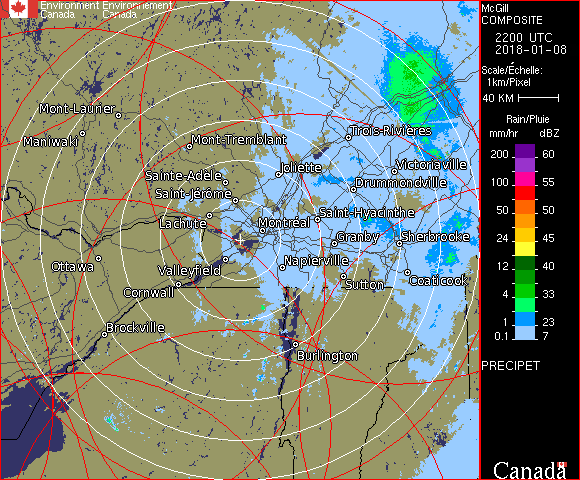 Environment Environnement
Canada Canada
McGill
COMPOSITE
2200 UTC
2018-01-08
Scale/Échelle:
1km/Pixel
40 KM
Rain/Pluie
mm/hr dBZ
200 60
100 55
50 50
24 45
12 40
4 33
1 23
0.1 7
PRECIPET
Canada
Mont-Laurier
Maniwaki
Mont-Tremblant
Trois-Rivières
Sainte-Adèle
Joliette
Victoriaville
Saint-Jérôme
Drummondville
Lachute
Montréal
Saint-Hyacinthe
Granby
Sherbrooke
Ottawa
Valleyfield
Napierville
Cornwall
Sutton
Coaticook
Brockville
Burlington